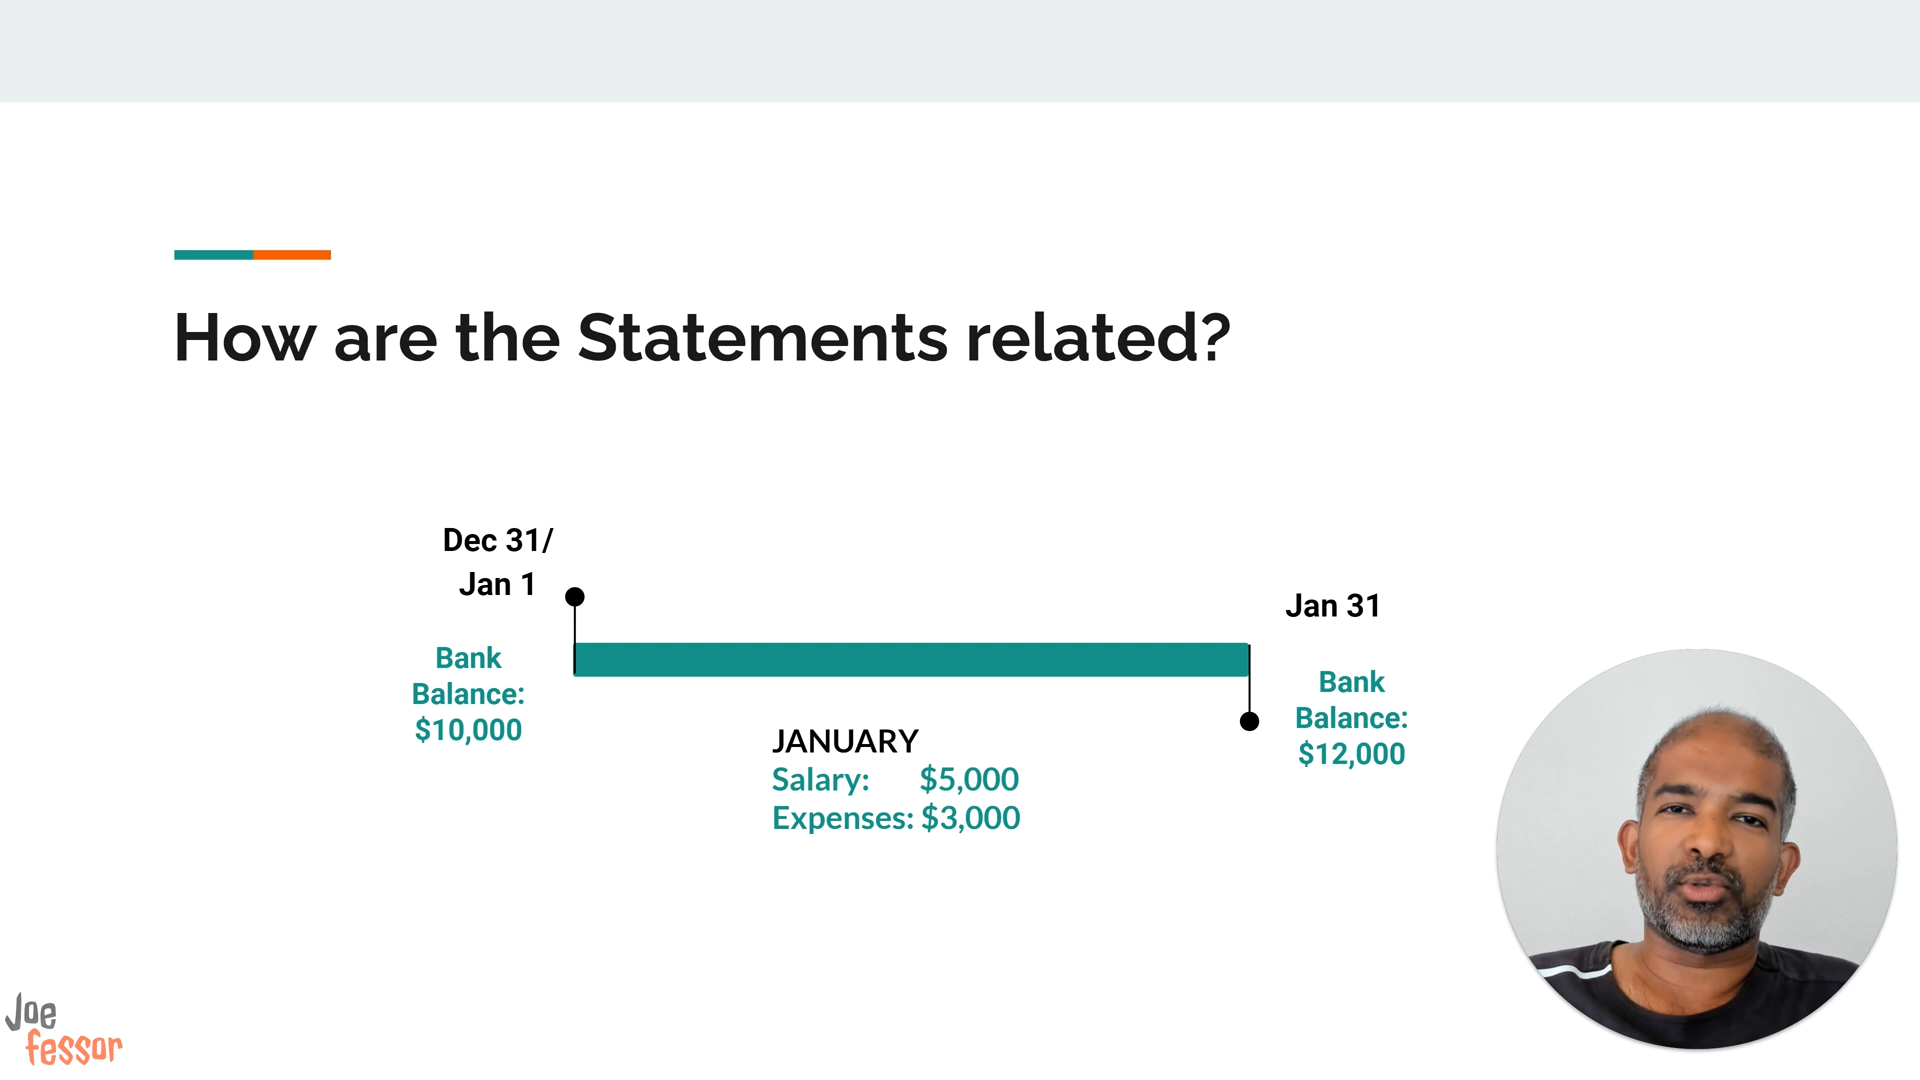 How are the Statements related?
Dec 31/
Jan 1
Bank
Balance:
$10,000
JANUARY
Salary: $5,000
Expenses: $3,000
Jan 31
Bank
Balance:
$12,000
Joe
fessor